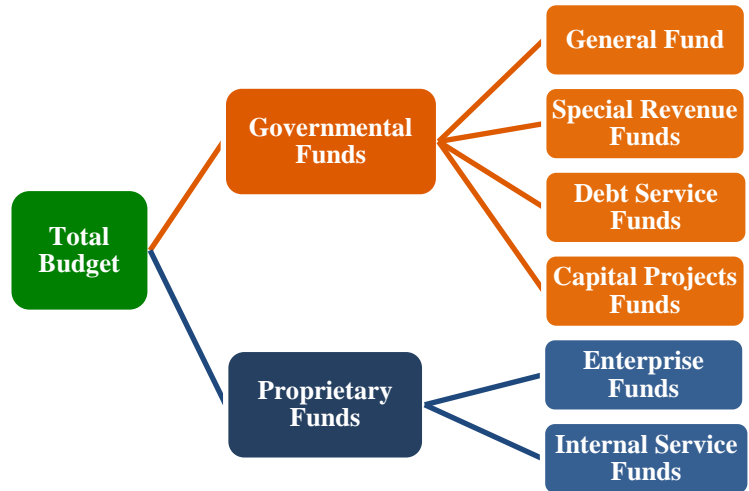 Total
Budget
Governmental
Funds
General Fund
Special Revenue
Funds
Debt Service
Funds
Capital Projects
Funds
Proprietary
Funds
Enterprise
Funds
Internal Service
Funds